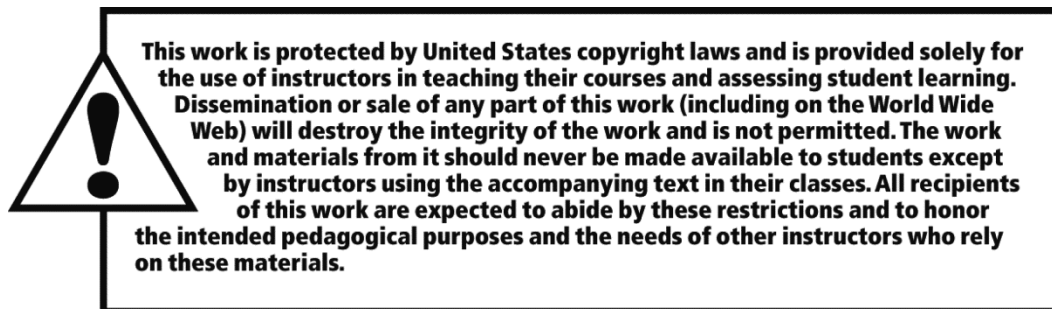 This work is protected by United States copyright laws and is provided solely for
the use of instructors in teaching their courses and assessing student learning.
Dissemination or sale of any part of this work (including on the World Wide
Web) will destroy the integrity of the work and is not permitted. The work
and materials from it should never be made available to students except
by instructors using the accompanying text in their classes. All recipients
of this work are expected to abide by these restrictions and to honor
the intended pedagogical purposes and the needs of other instructors who rely
on these materials.